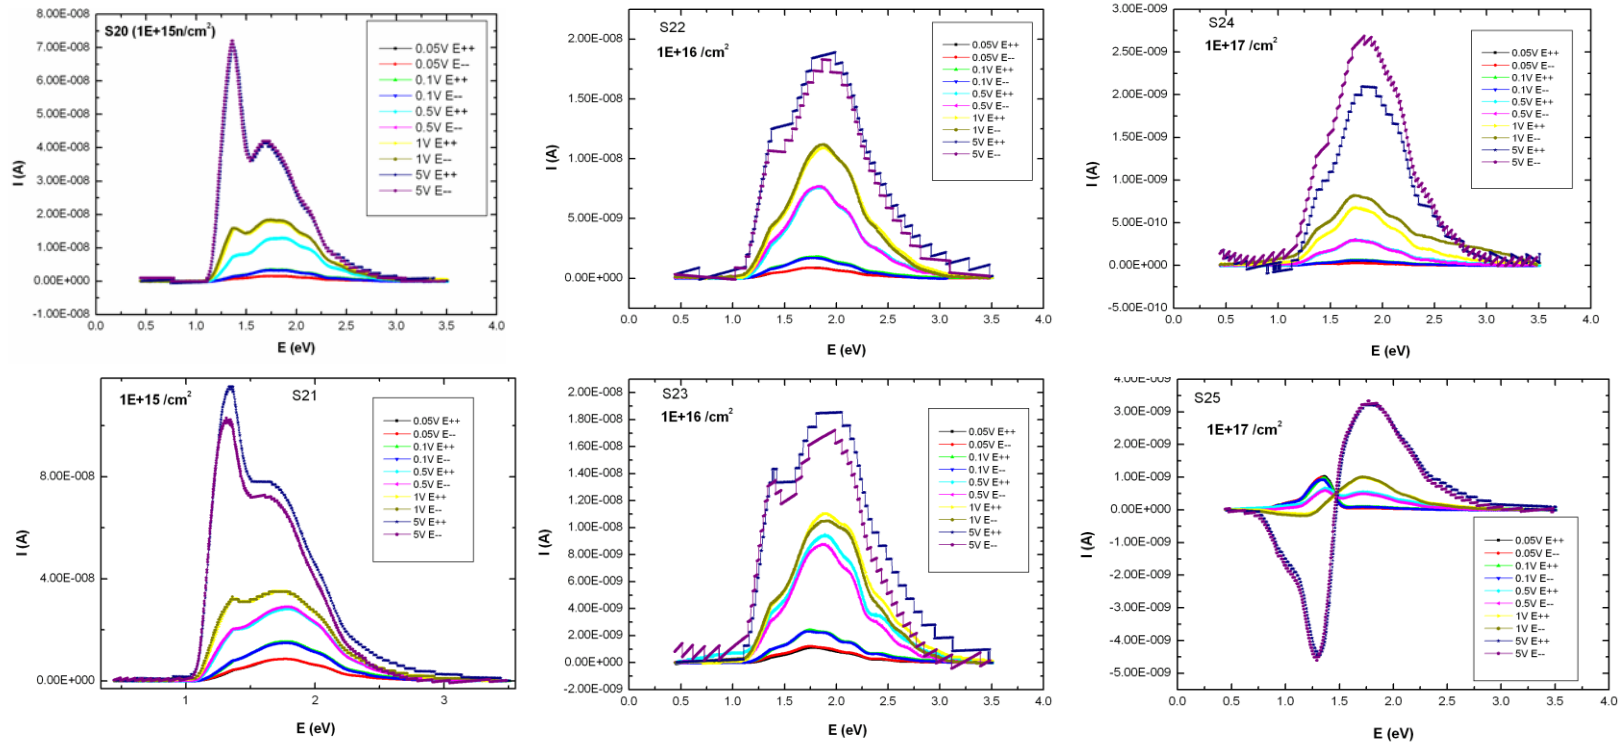 S20 (1E+15n/cm²)
0.05V E++
0.05V E--
0.1V E++
0.1V E--
0.5V E++
0.5V E--
1V E++
1V E--
5V E++
5V E--
8.00E-008
7.00E-008
6.00E-008
5.00E-008
4.00E-008
3.00E-008
2.00E-008
1.00E-008
0.00E+000
-1.00E-008
I (A)
0.0 0.5 1.0 1.5 2.0 2.5 3.0 3.5 4.0
E (eV)
S22
1E+16 /cm²
0.05V E++
0.05V E--
0.1V E++
0.1V E--
0.5V E++
0.5V E--
1V E++
1V E--
5V E++
5V E--
2.00E-008
1.50E-008
1.00E-008
5.00E-009
0.00E+000
I (A)
0.0 0.5 1.0 1.5 2.0 2.5 3.0 3.5 4.0
E (eV)
S24
1E+17 /cm²
0.05V E++
0.05V E--
0.1V E++
0.1V E--
0.5V E++
0.5V E--
1V E++
1V E--
5V E++
5V E--
3.00E-009
2.50E-009
2.00E-009
1.50E-009
1.00E-009
5.00E-010
0.00E+000
-5.00E-010
I (A)
0.0 0.5 1.0 1.5 2.0 2.5 3.0 3.5 4.0
E (eV)
1E+15 /cm²
S21
0.05V E++
0.05V E--
0.1V E++
0.1V E--
0.5V E++
0.5V E--
1V E++
1V E--
5V E++
5V E--
8.00E-008
4.00E-008
0.00E+000
I (A)
1 2 3
E (eV)
S23
1E+16 /cm²
0.05V E++
0.05V E--
0.1V E++
0.1V E--
0.5V E++
0.5V E--
1V E++
1V E--
5V E++
5V E--
2.00E-008
1.80E-008
1.60E-008
1.40E-008
1.20E-008
1.00E-008
8.00E-009
6.00E-009
4.00E-009
2.00E-009
0.00E+000
-2.00E-009
I (A)
0.0 0.5 1.0 1.5 2.0 2.5 3.0 3.5 4.0
E (eV)
S25
1E+17 /cm²
0.05V E++
0.05V E--
0.1V E++
0.1V E--
0.5V E++
0.5V E--
1V E++
1V E--
5V E++
5V E--
4.00E-009
3.00E-009
2.00E-009
1.00E-009
0.00E+000
-1.00E-009
-2.00E-009
-3.00E-009
-4.00E-009
-5.00E-009
I (A)
0.0 0.5 1.0 1.5 2.0 2.5 3.0 3.5 4.0
E (eV)